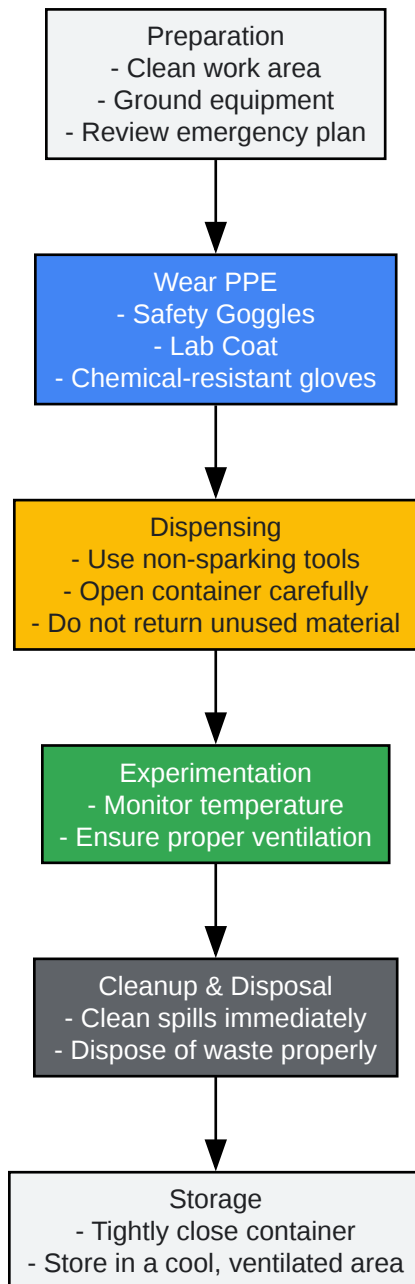 Preparation
- Clean work area
- Ground equipment
- Review emergency plan
Wear PPE
- Safety Goggles
- Lab Coat
- Chemical-resistant gloves
Dispensing
- Use non-sparking tools
- Open container carefully
- Do not return unused material
Experimentation
- Monitor temperature
- Ensure proper ventilation
Cleanup & Disposal
- Clean spills immediately
- Dispose of waste properly
Storage
- Tightly close container
- Store in a cool, ventilated area